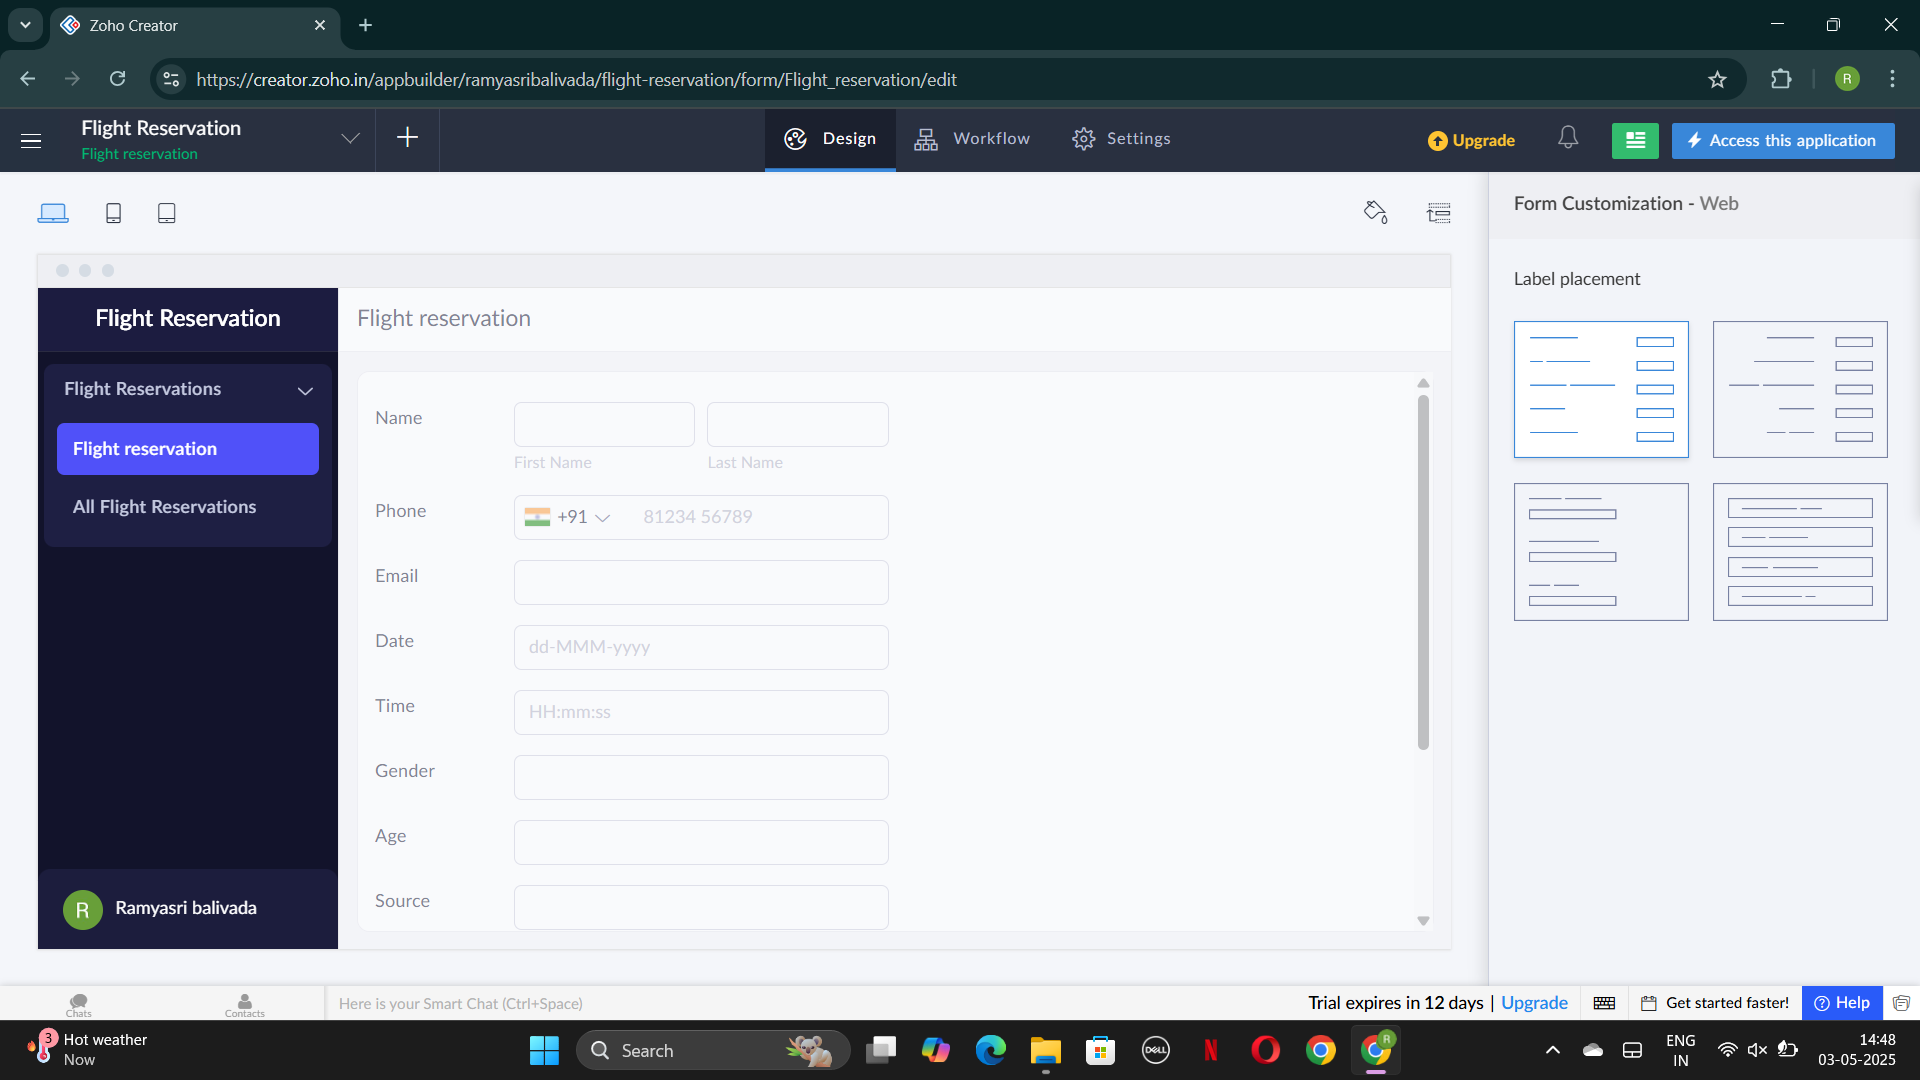 Zoho Creator
https://creator.zoho.in/appbuilder/ramyasribalivada/flight-reservation/form/Flight_reservation/edit
R
Flight Reservation
Flight reservation
Design
Workflow
Settings
Upgrade
Access this application
Form Customization - Web
Label placement
Flight Reservation
Flight Reservations
Flight reservation
All Flight Reservations
R
Ramyasri balivada
Flight reservation
Name
First Name
Last Name
Phone
+91
81234 56789
Email
Date
dd-MMM-yyyy
Time
HH:mm:ss
Gender
Age
Source
Chats
Contacts
Here is your Smart Chat (Ctrl+Space)
Trial expires in 12 days | Upgrade
Get started faster!
Help
3
Hot weather
Now
Search
DELL
N
R
ENG
IN
14:48
03-05-2025